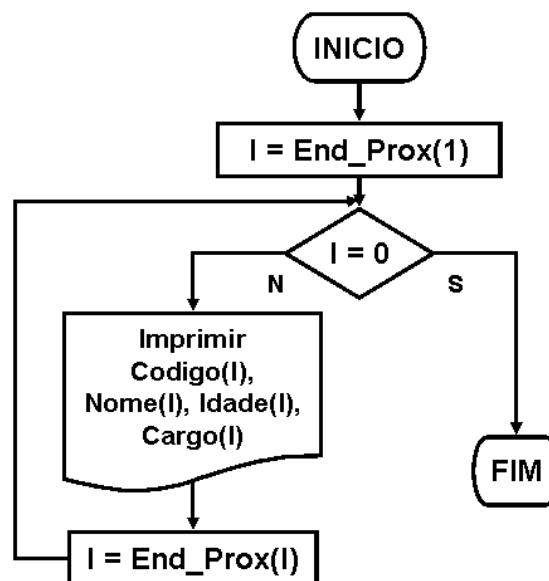 INICIO
I = End_Prox(1)
I = 0
N
S
Imprimir
Codigo(I),
Nome(I), Idade(I),
Cargo(I)
FIM
I = End_Prox(I)